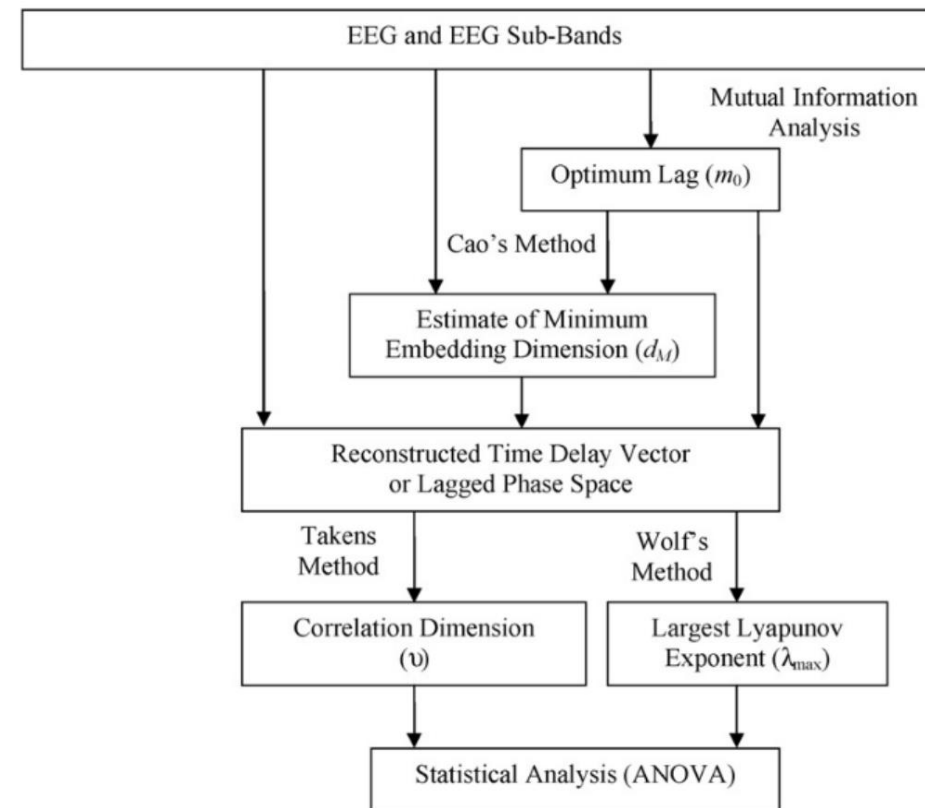 EEG and EEG Sub-Bands
Mutual Information
Analysis
Optimum Lag (m₀)
Cao's Method
Estimate of Minimum
Embedding Dimension (d_M)
Reconstructed Time Delay Vector
or Lagged Phase Space
Takens
Method
Wolf's
Method
Correlation Dimension
(υ)
Largest Lyapunov
Exponent (λmax)
Statistical Analysis (ANOVA)